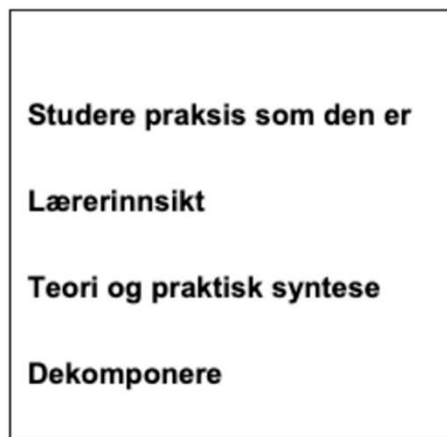 Studere praksis som den er
Lærerinnsikt
Teori og praktisk syntese
Dekomponere